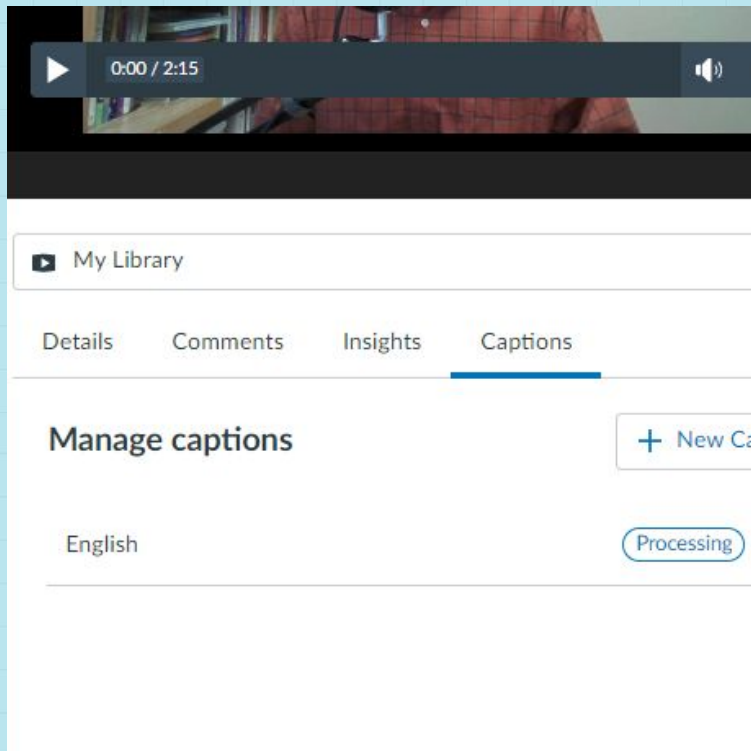 0:00 / 2:15
My Library
Details Comments Insights Captions
Manage captions
+ New Ca
English
Processing